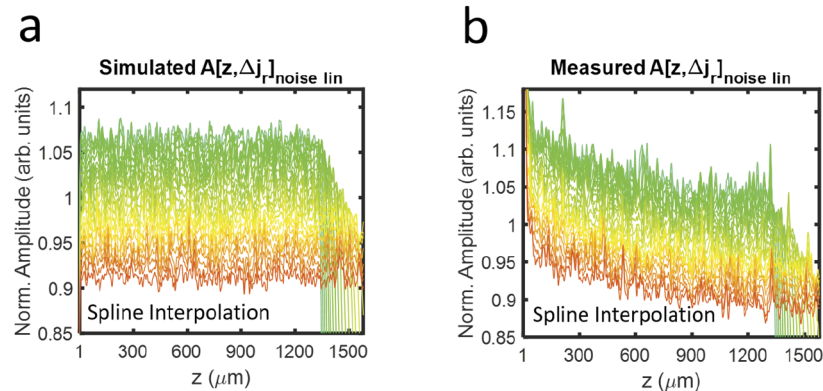 a
Simulated A[z,Δj_r]_noise lin
Norm. Amplitude (arb. units)
1.1
1.05
1
0.95
0.9
0.85
Spline Interpolation
1 300 600 900 1200 1500
z (μm)
b
Measured A[z,Δj_r]_noise lin
Norm. Amplitude (arb. units)
1.15
1.1
1.05
1
0.95
0.9
0.85
Spline Interpolation
1 300 600 900 1200 1500
z (μm)